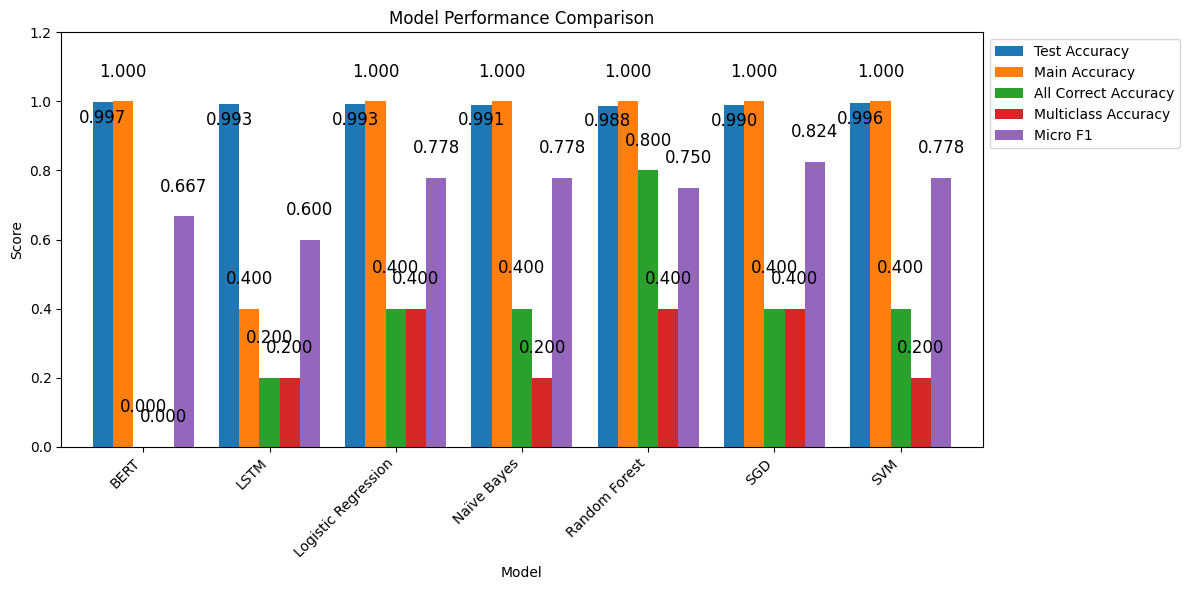 Model Performance Comparison
Test Accuracy
Main Accuracy
All Correct Accuracy
Multiclass Accuracy
Micro F1
Score
1.2
1.0
0.8
0.6
0.4
0.2
0.0
0.997
1.000
0.000
0.000
0.667
0.993
0.400
0.200
0.200
0.600
0.993
1.000
0.400
0.400
0.778
0.991
1.000
0.400
0.200
0.778
0.988
1.000
0.800
0.400
0.750
0.990
1.000
0.400
0.400
0.824
0.996
1.000
0.400
0.200
0.778
BERT
LSTM
Logistic Regression
Naïve Bayes
Random Forest
SGD
SVM
Model